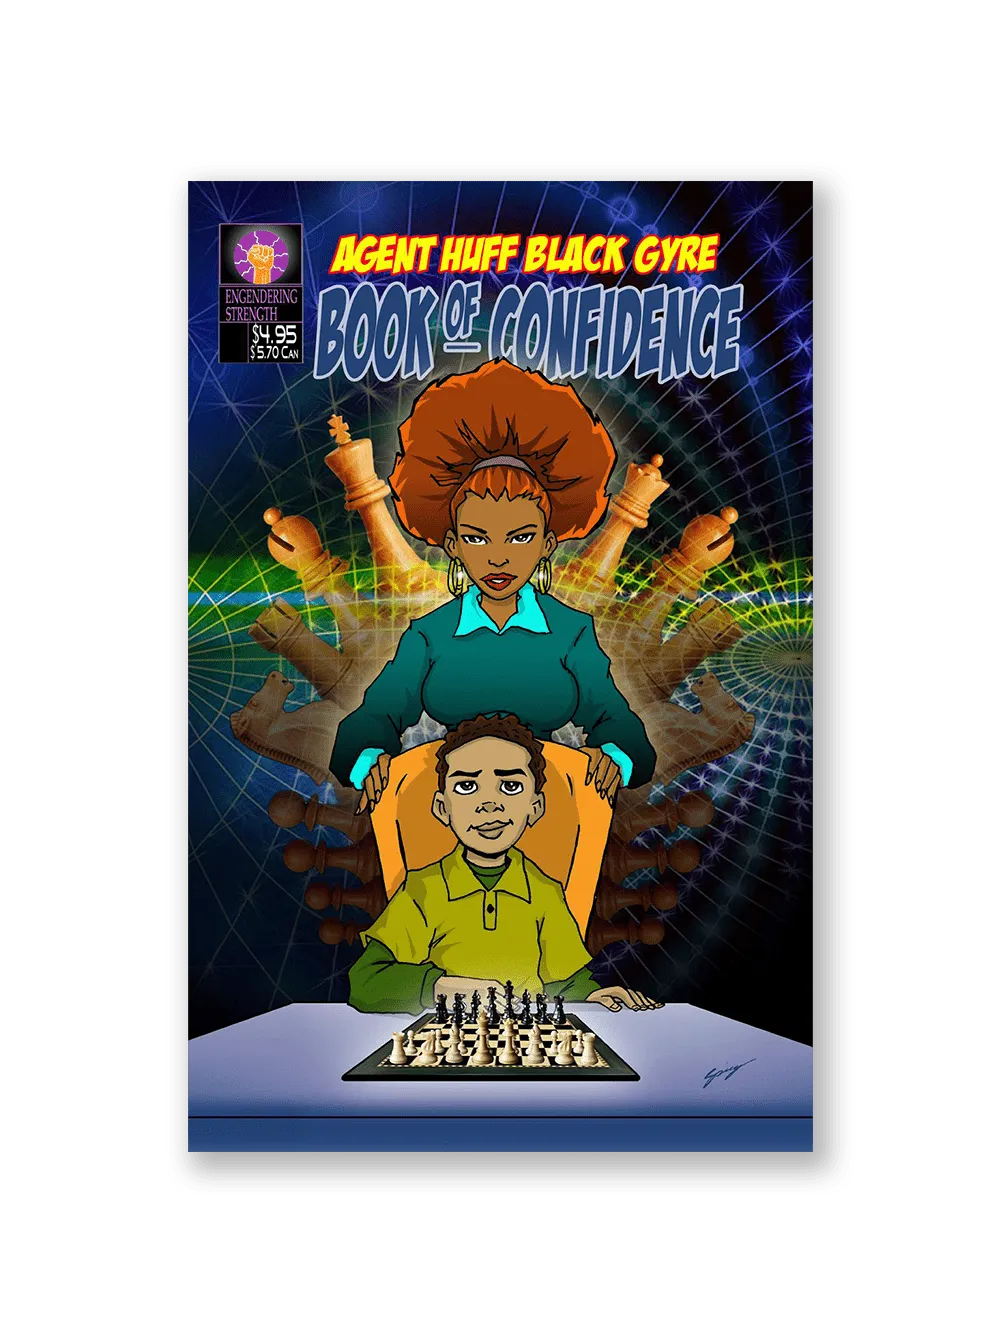 AGENT HUFF BLACK GYRE
BOOK OF CONFIDENCE
ENGENDERING
STRENGTH
$4.95
$5.70 CAN